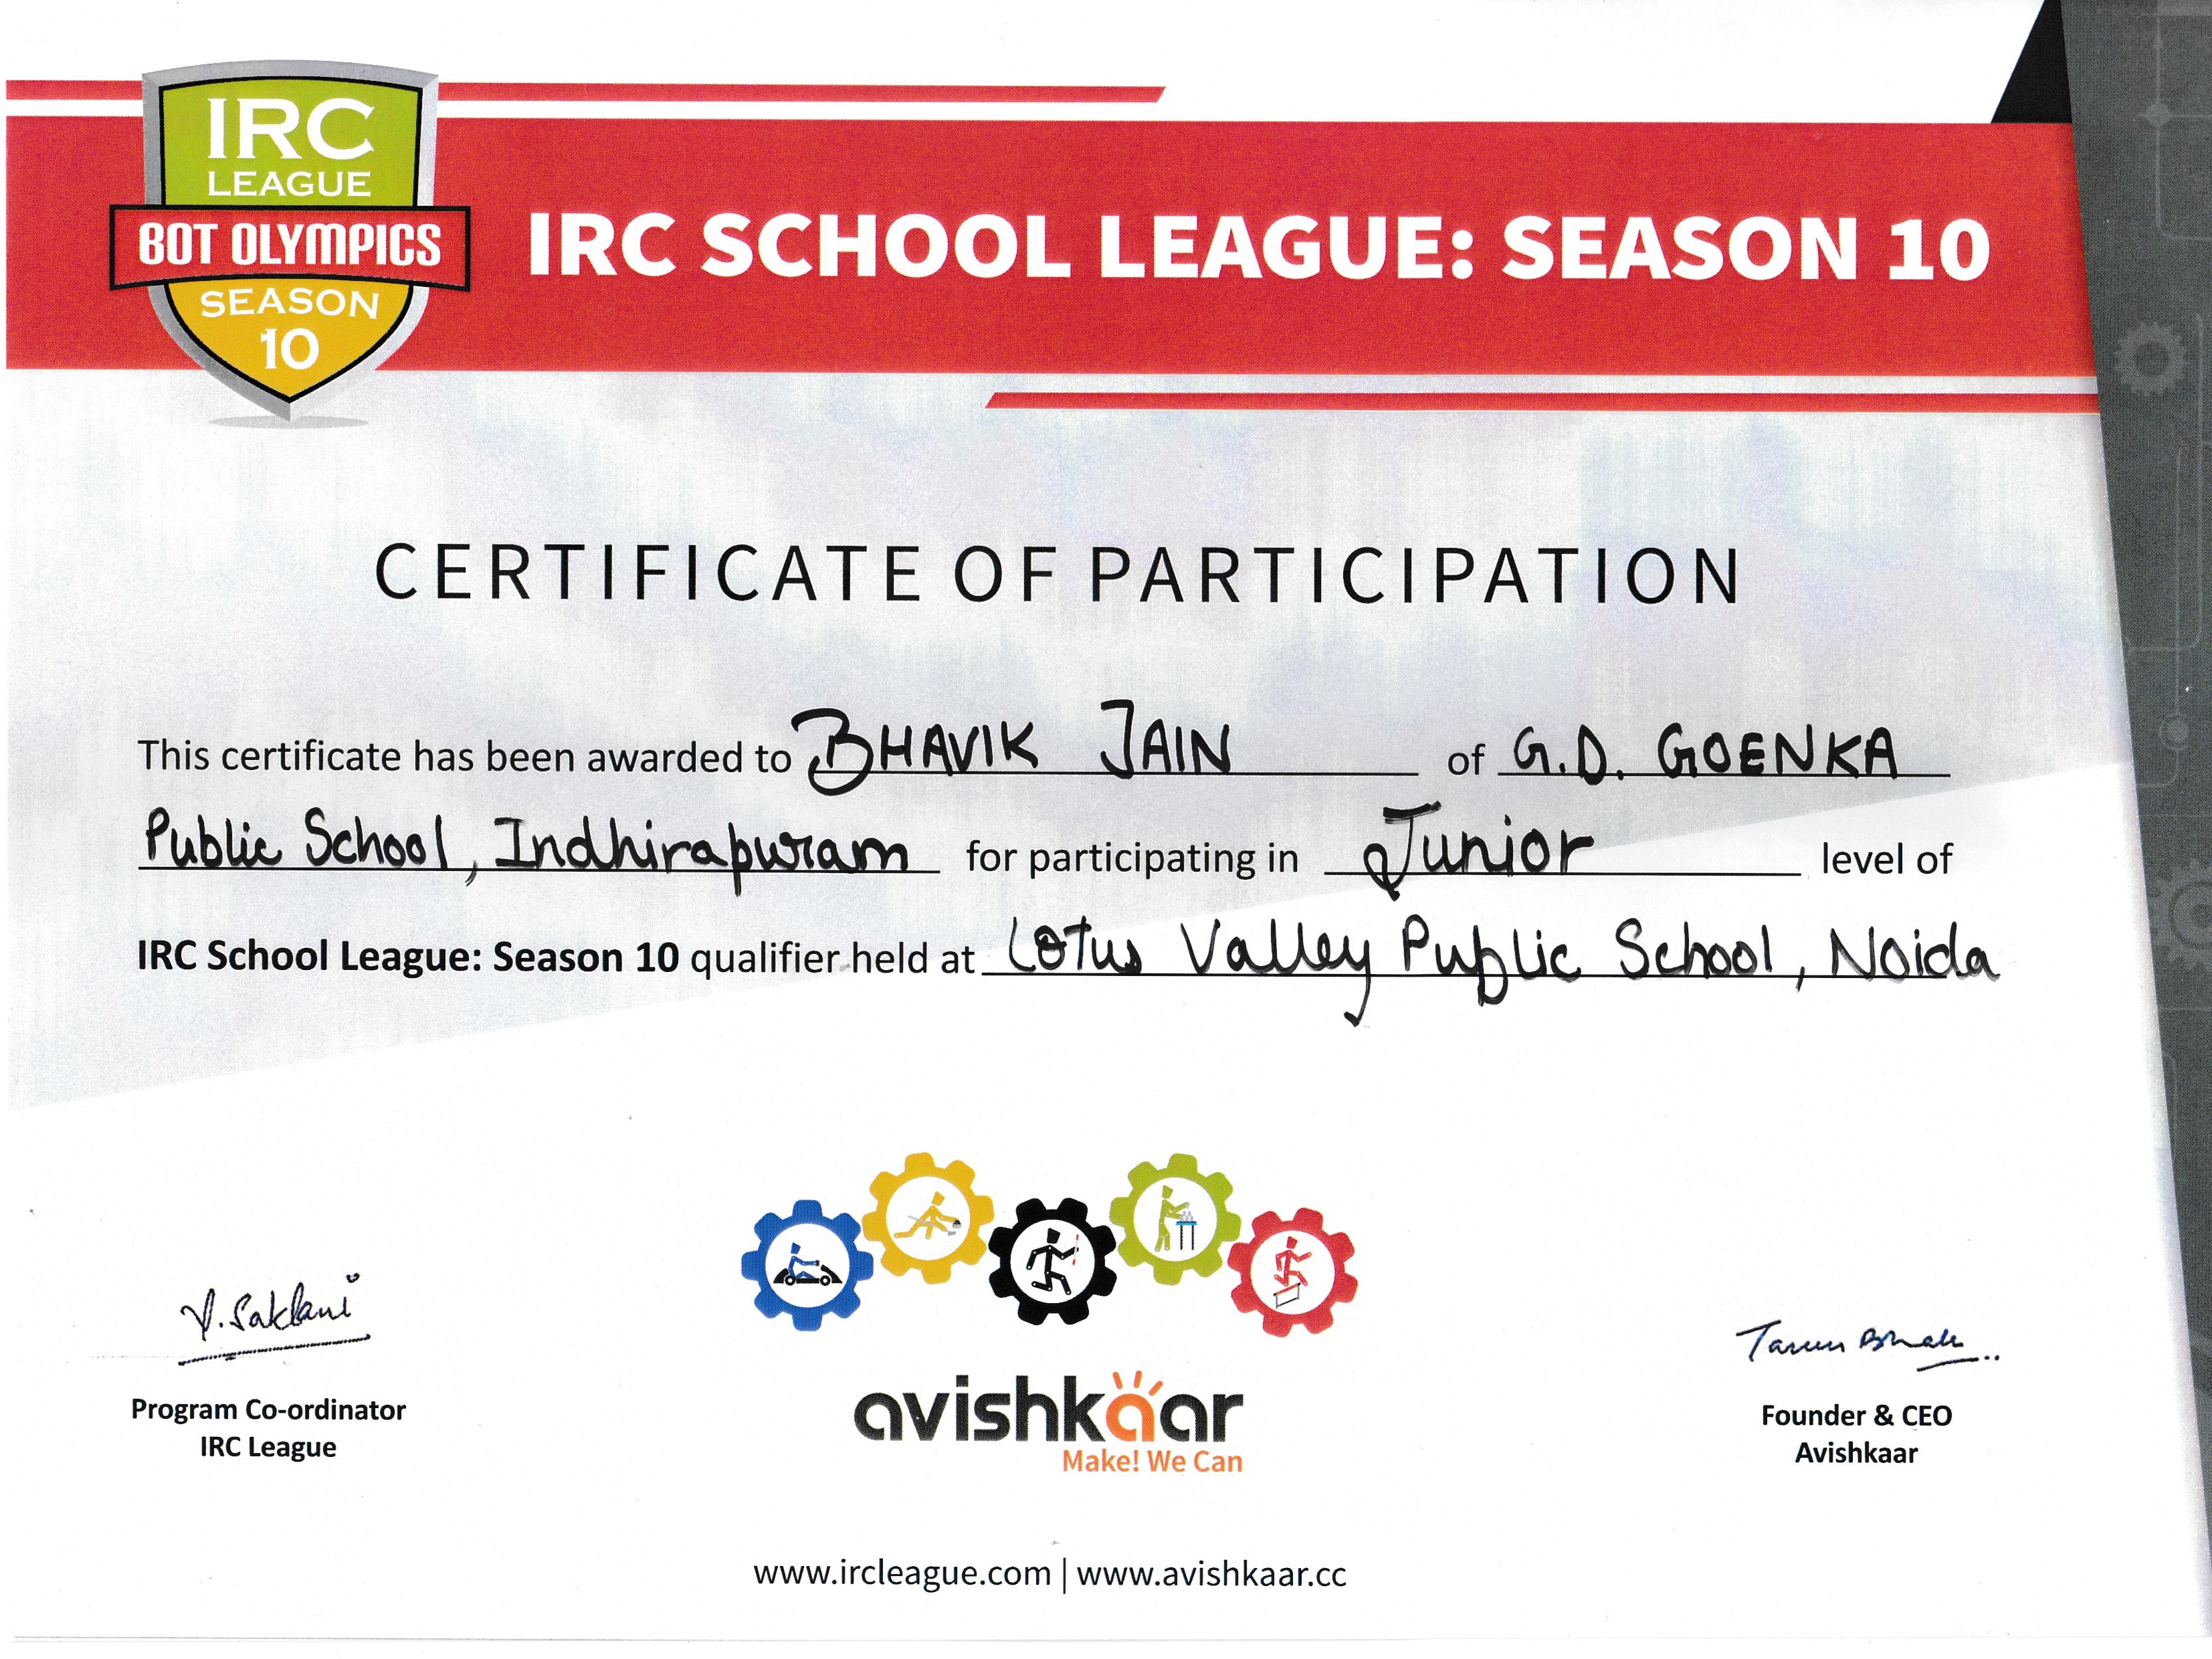 IRC
LEAGUE
BOT OLYMPICS
SEASON
10
IRC SCHOOL LEAGUE: SEASON 10
CERTIFICATE OF PARTICIPATION
This certificate has been awarded to BHAVIK JAIN of G.D. GOENKA
Public School, Indhirapuram for participating in Junior level of
IRC School League: Season 10 qualifier held at Lotus Valley Public School, Noida
V. Saklani
Program Co-ordinator
IRC League
avishkaar
Make! We Can
Tarun
Founder & CEO
Avishkaar
www.ircleague.com | www.avishkaar.cc